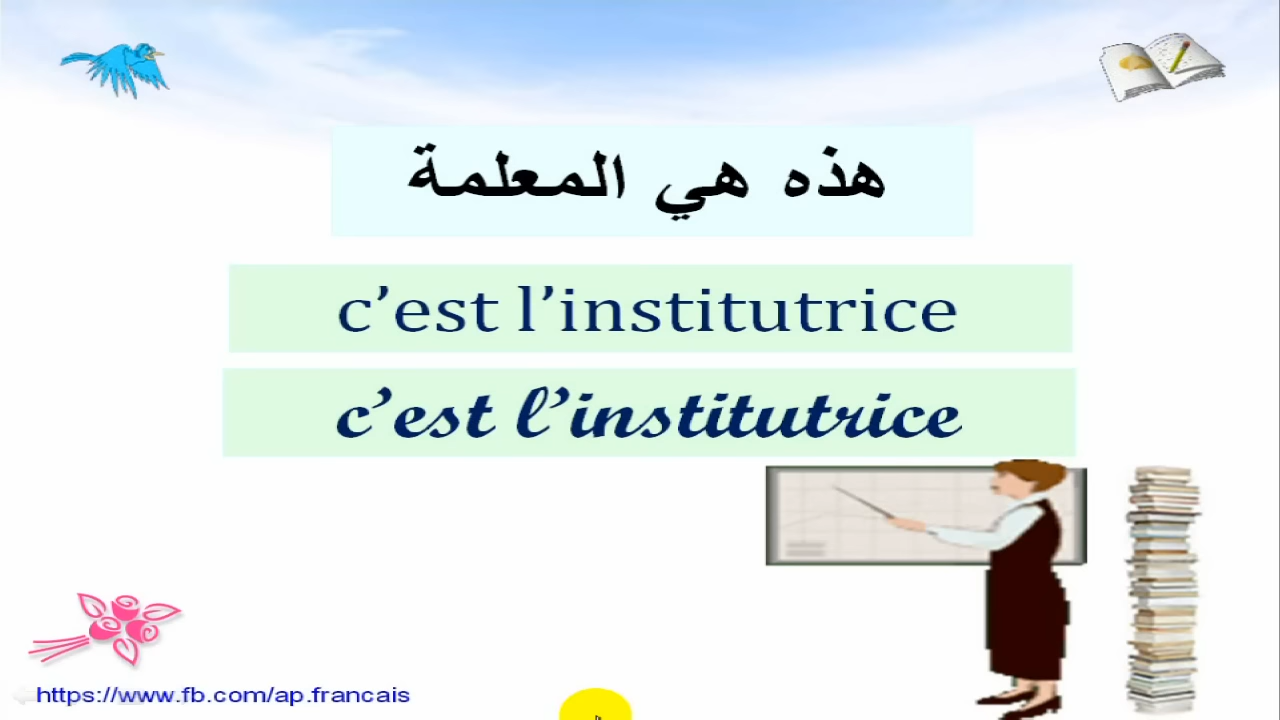 هذه هي المعلمة
c’est l’institutrice
c’est l’institutrice
https://www.fb.com/ap.francais